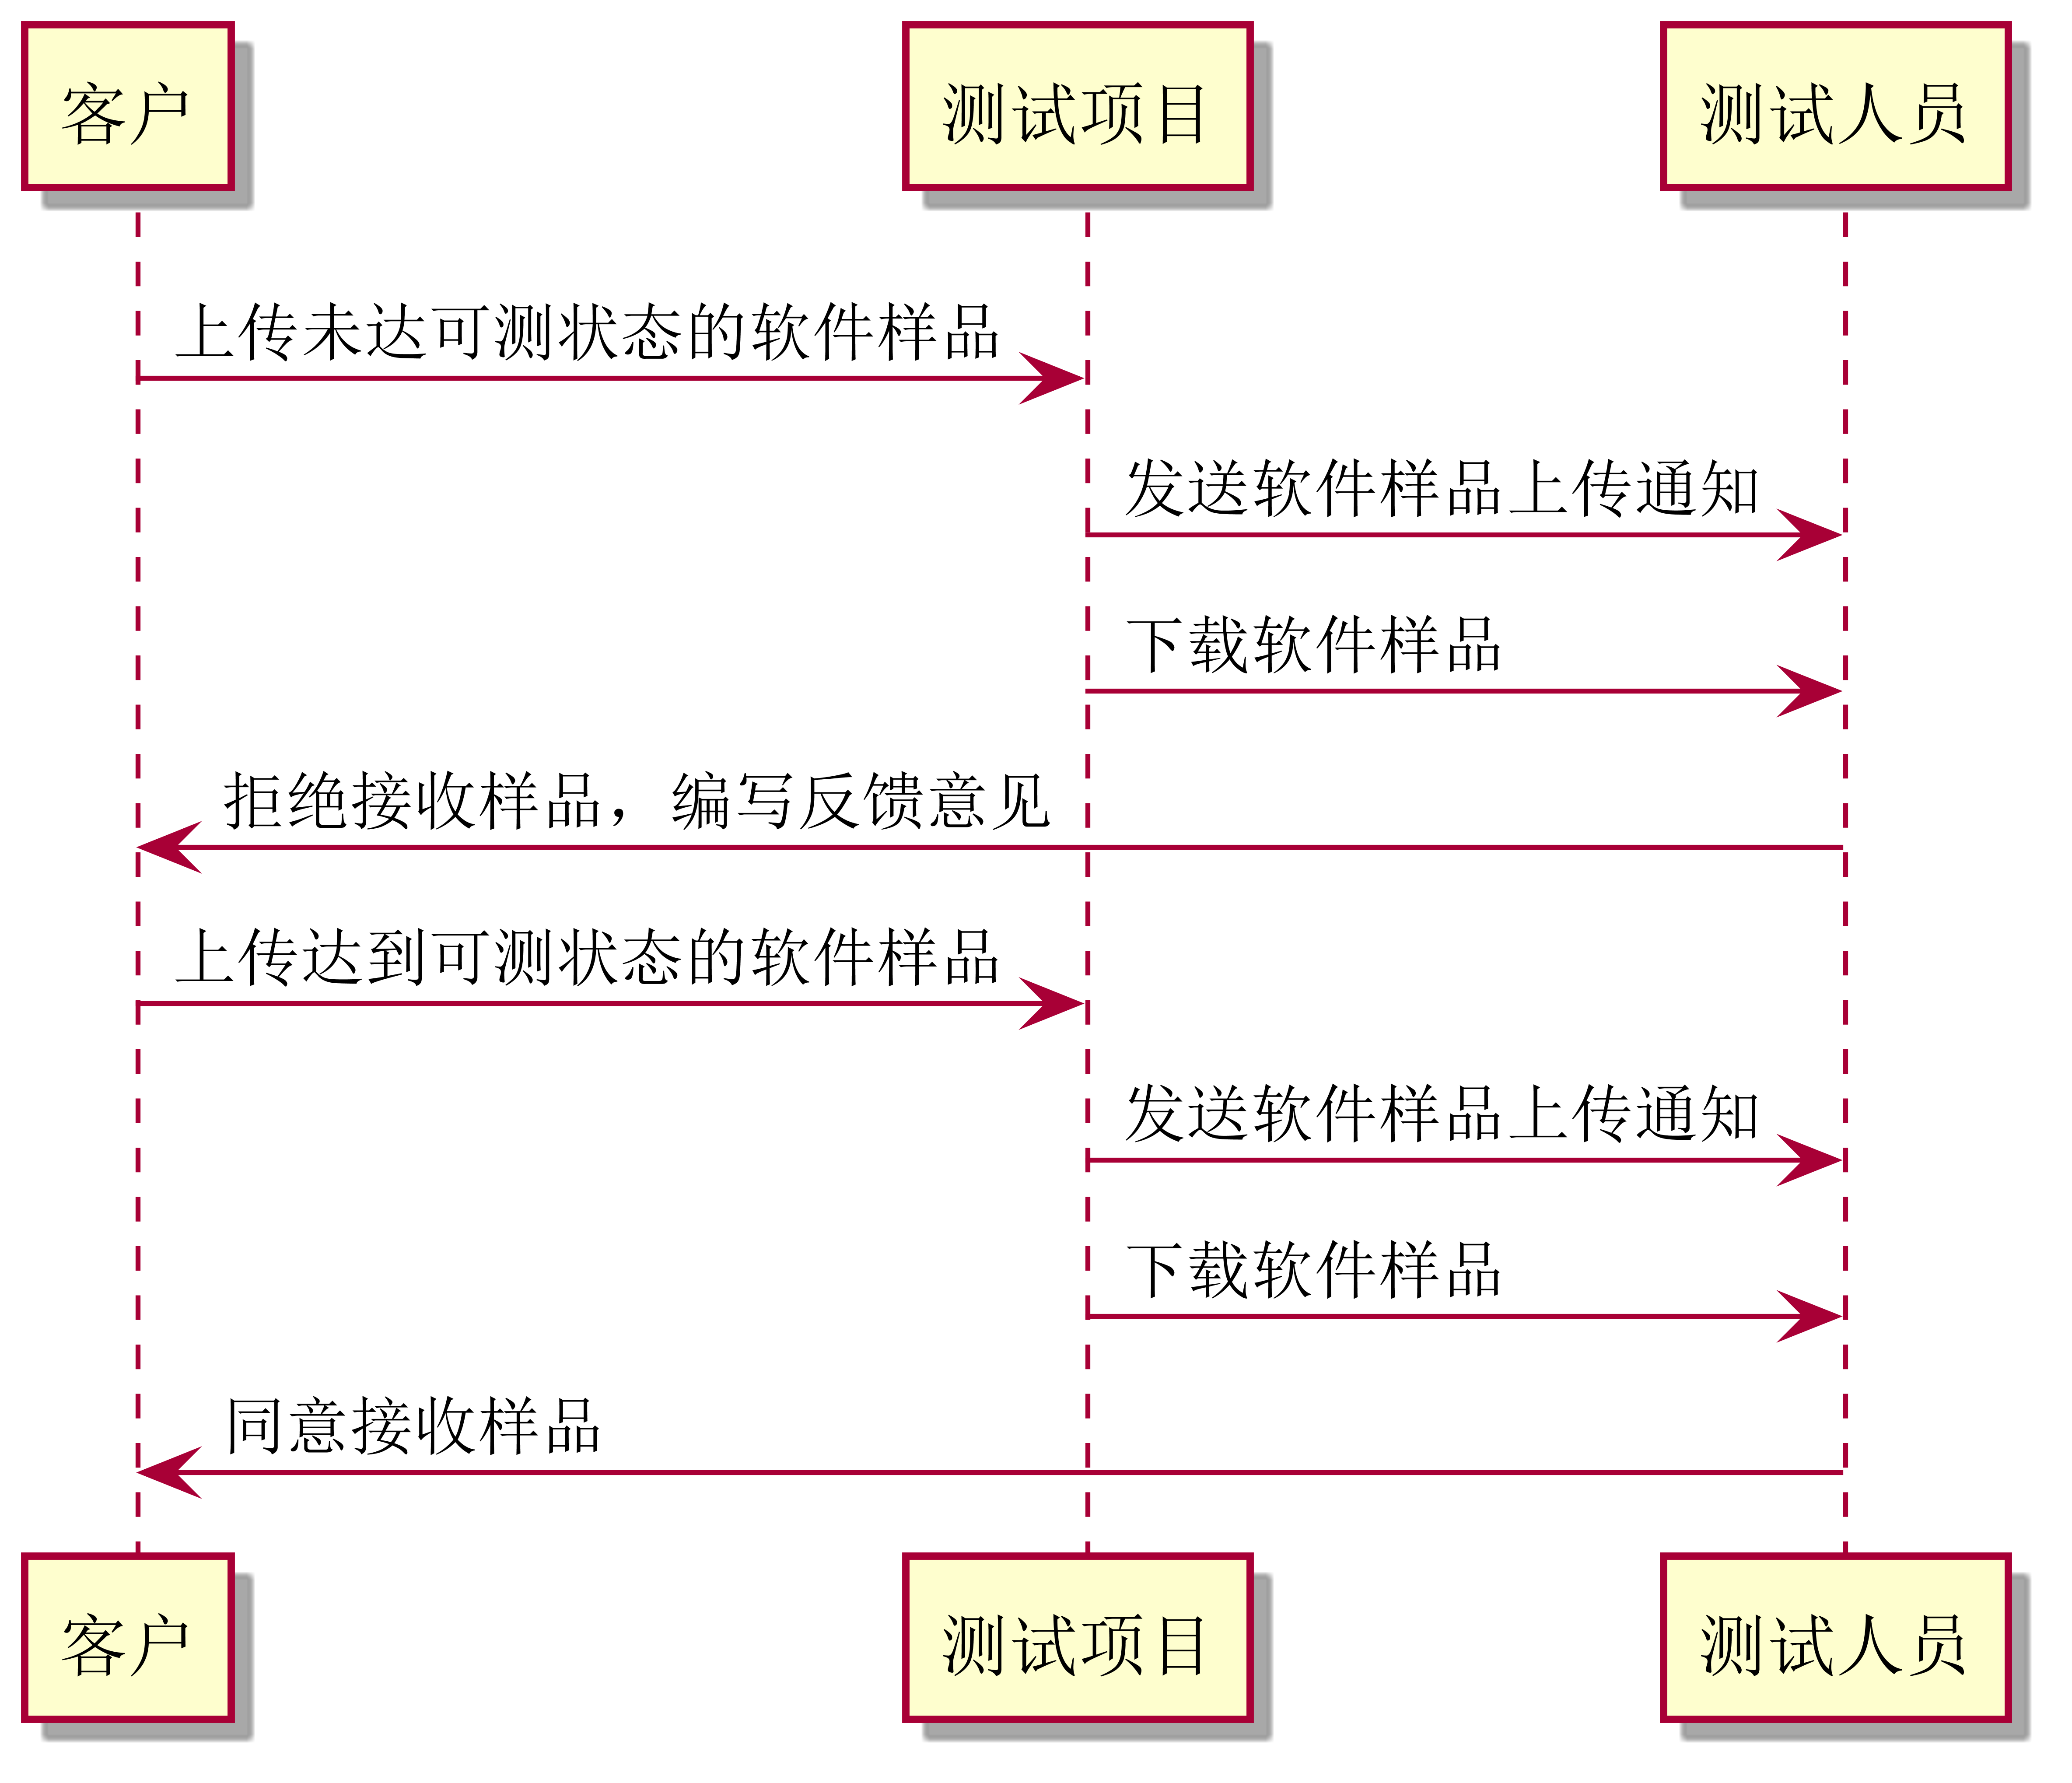 客户
测试项目
测试人员
上传未达可测状态的软件样品
发送软件样品上传通知
下载软件样品
拒绝接收样品，编写反馈意见
上传达到可测状态的软件样品
发送软件样品上传通知
下载软件样品
同意接收样品
客户
测试项目
测试人员